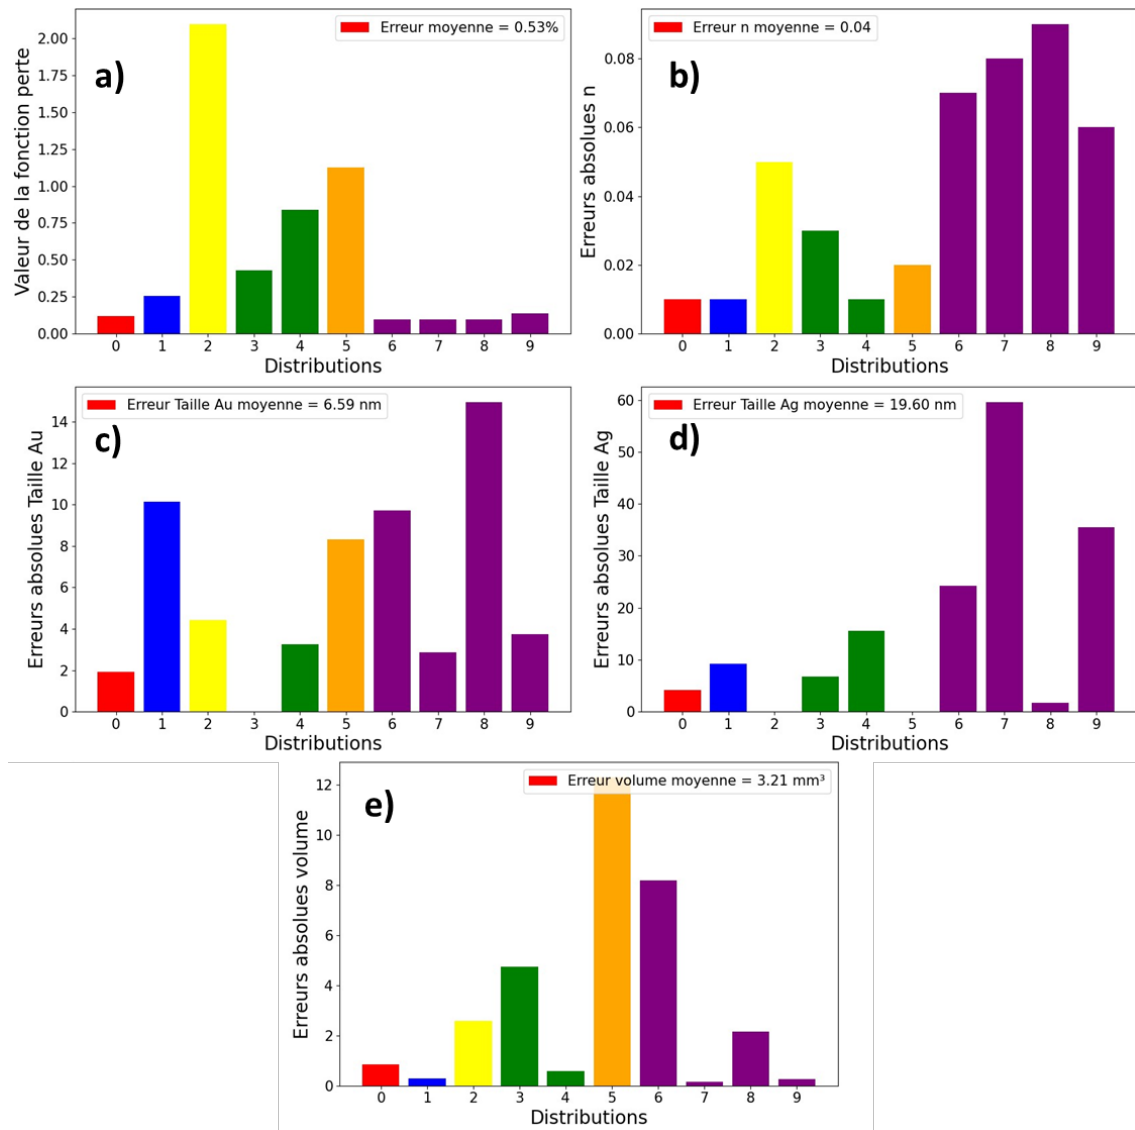 a)
Erreur moyenne = 0.53%
Valeur de la fonction perte
2.00
1.75
1.50
1.25
1.00
0.75
0.50
0.25
0.00
0 1 2 3 4 5 6 7 8 9
Distributions
b)
Erreur n moyenne = 0.04
Erreurs absolues n
0.08
0.06
0.04
0.02
0.00
0 1 2 3 4 5 6 7 8 9
Distributions
c)
Erreur Taille Au moyenne = 6.59 nm
Erreurs absolues Taille Au
14
12
10
8
6
4
2
0
0 1 2 3 4 5 6 7 8 9
Distributions
d)
Erreur Taille Ag moyenne = 19.60 nm
Erreurs absolues Taille Ag
60
50
40
30
20
10
0
0 1 2 3 4 5 6 7 8 9
Distributions
e)
Erreur volume moyenne = 3.21 mm³
Erreurs absolues volume
12
10
8
6
4
2
0
0 1 2 3 4 5 6 7 8 9
Distributions